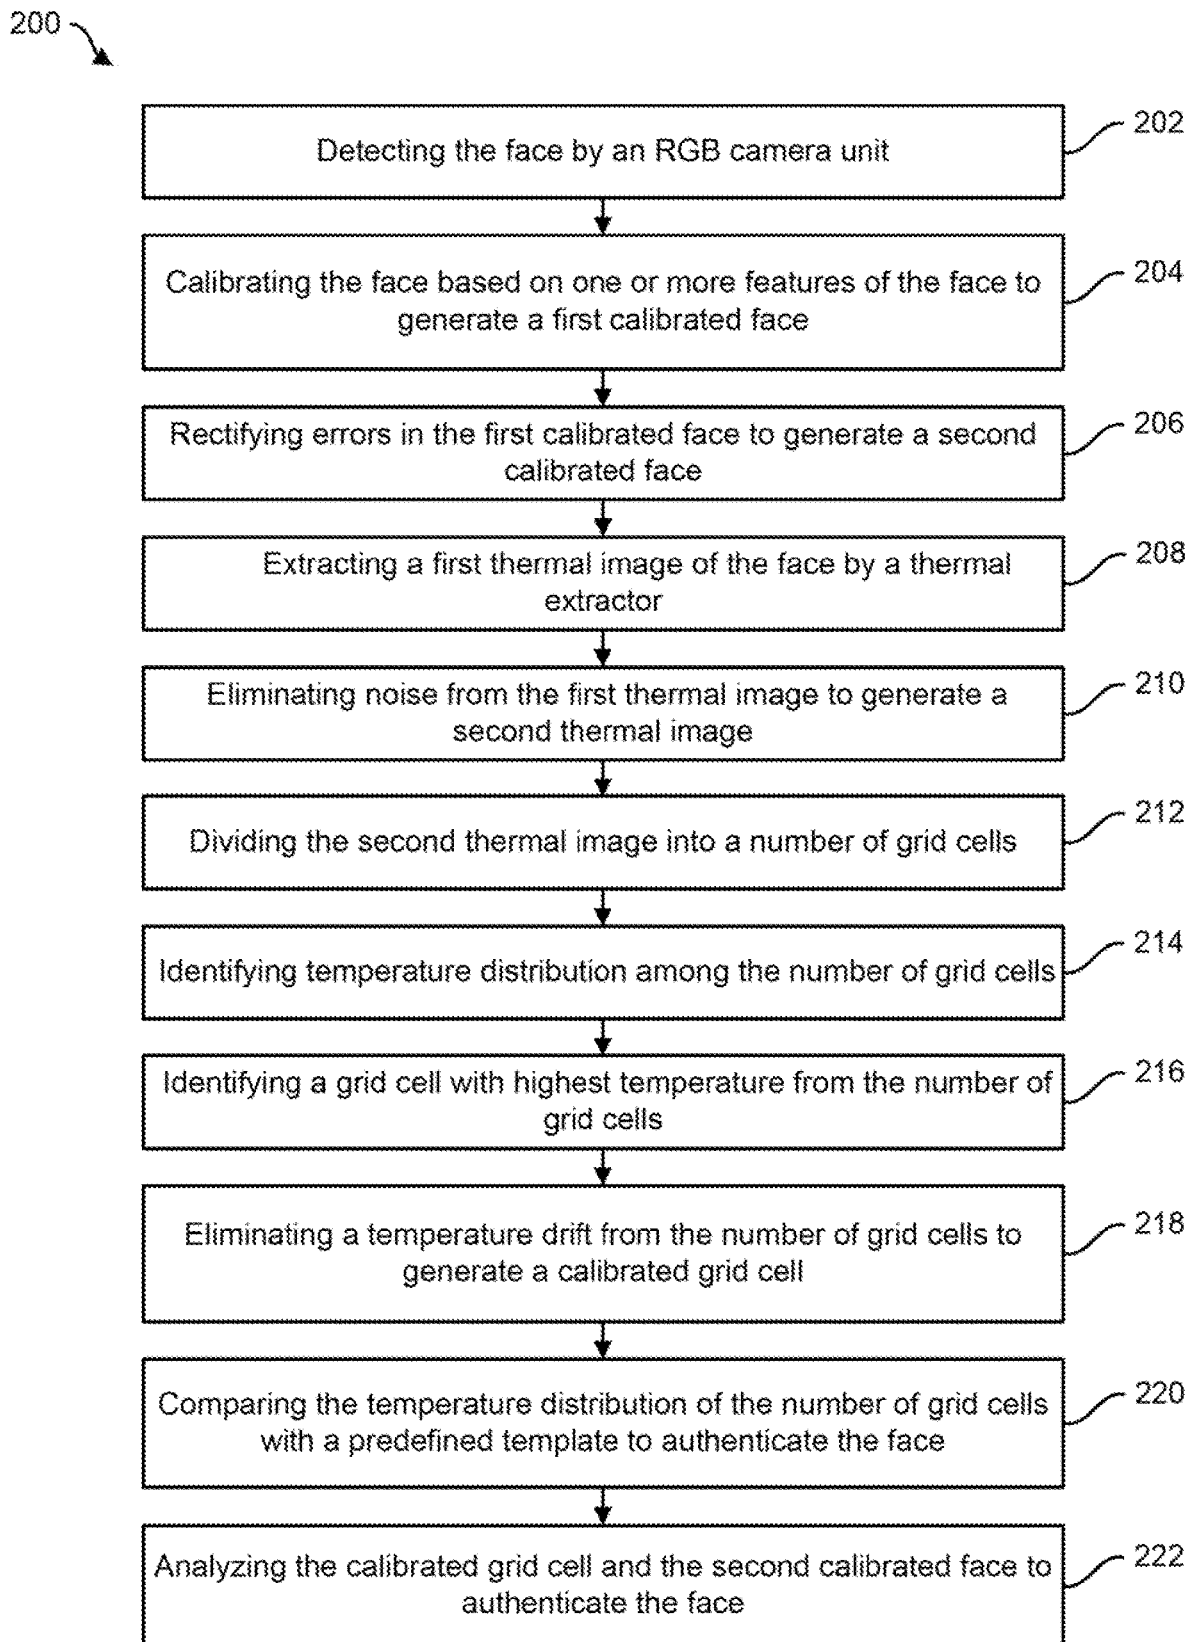 200
Detecting the face by an RGB camera unit
202
Calibrating the face based on one or more features of the face to
generate a first calibrated face
204
Rectifying errors in the first calibrated face to generate a second
calibrated face
206
Extracting a first thermal image of the face by a thermal
extractor
208
Eliminating noise from the first thermal image to generate a
second thermal image
210
Dividing the second thermal image into a number of grid cells
212
Identifying temperature distribution among the number of grid cells
214
Identifying a grid cell with highest temperature from the number of
grid cells
216
Eliminating a temperature drift from the number of grid cells to
generate a calibrated grid cell
218
Comparing the temperature distribution of the number of grid cells
with a predefined template to authenticate the face
220
Analyzing the calibrated grid cell and the second calibrated face to
authenticate the face
222